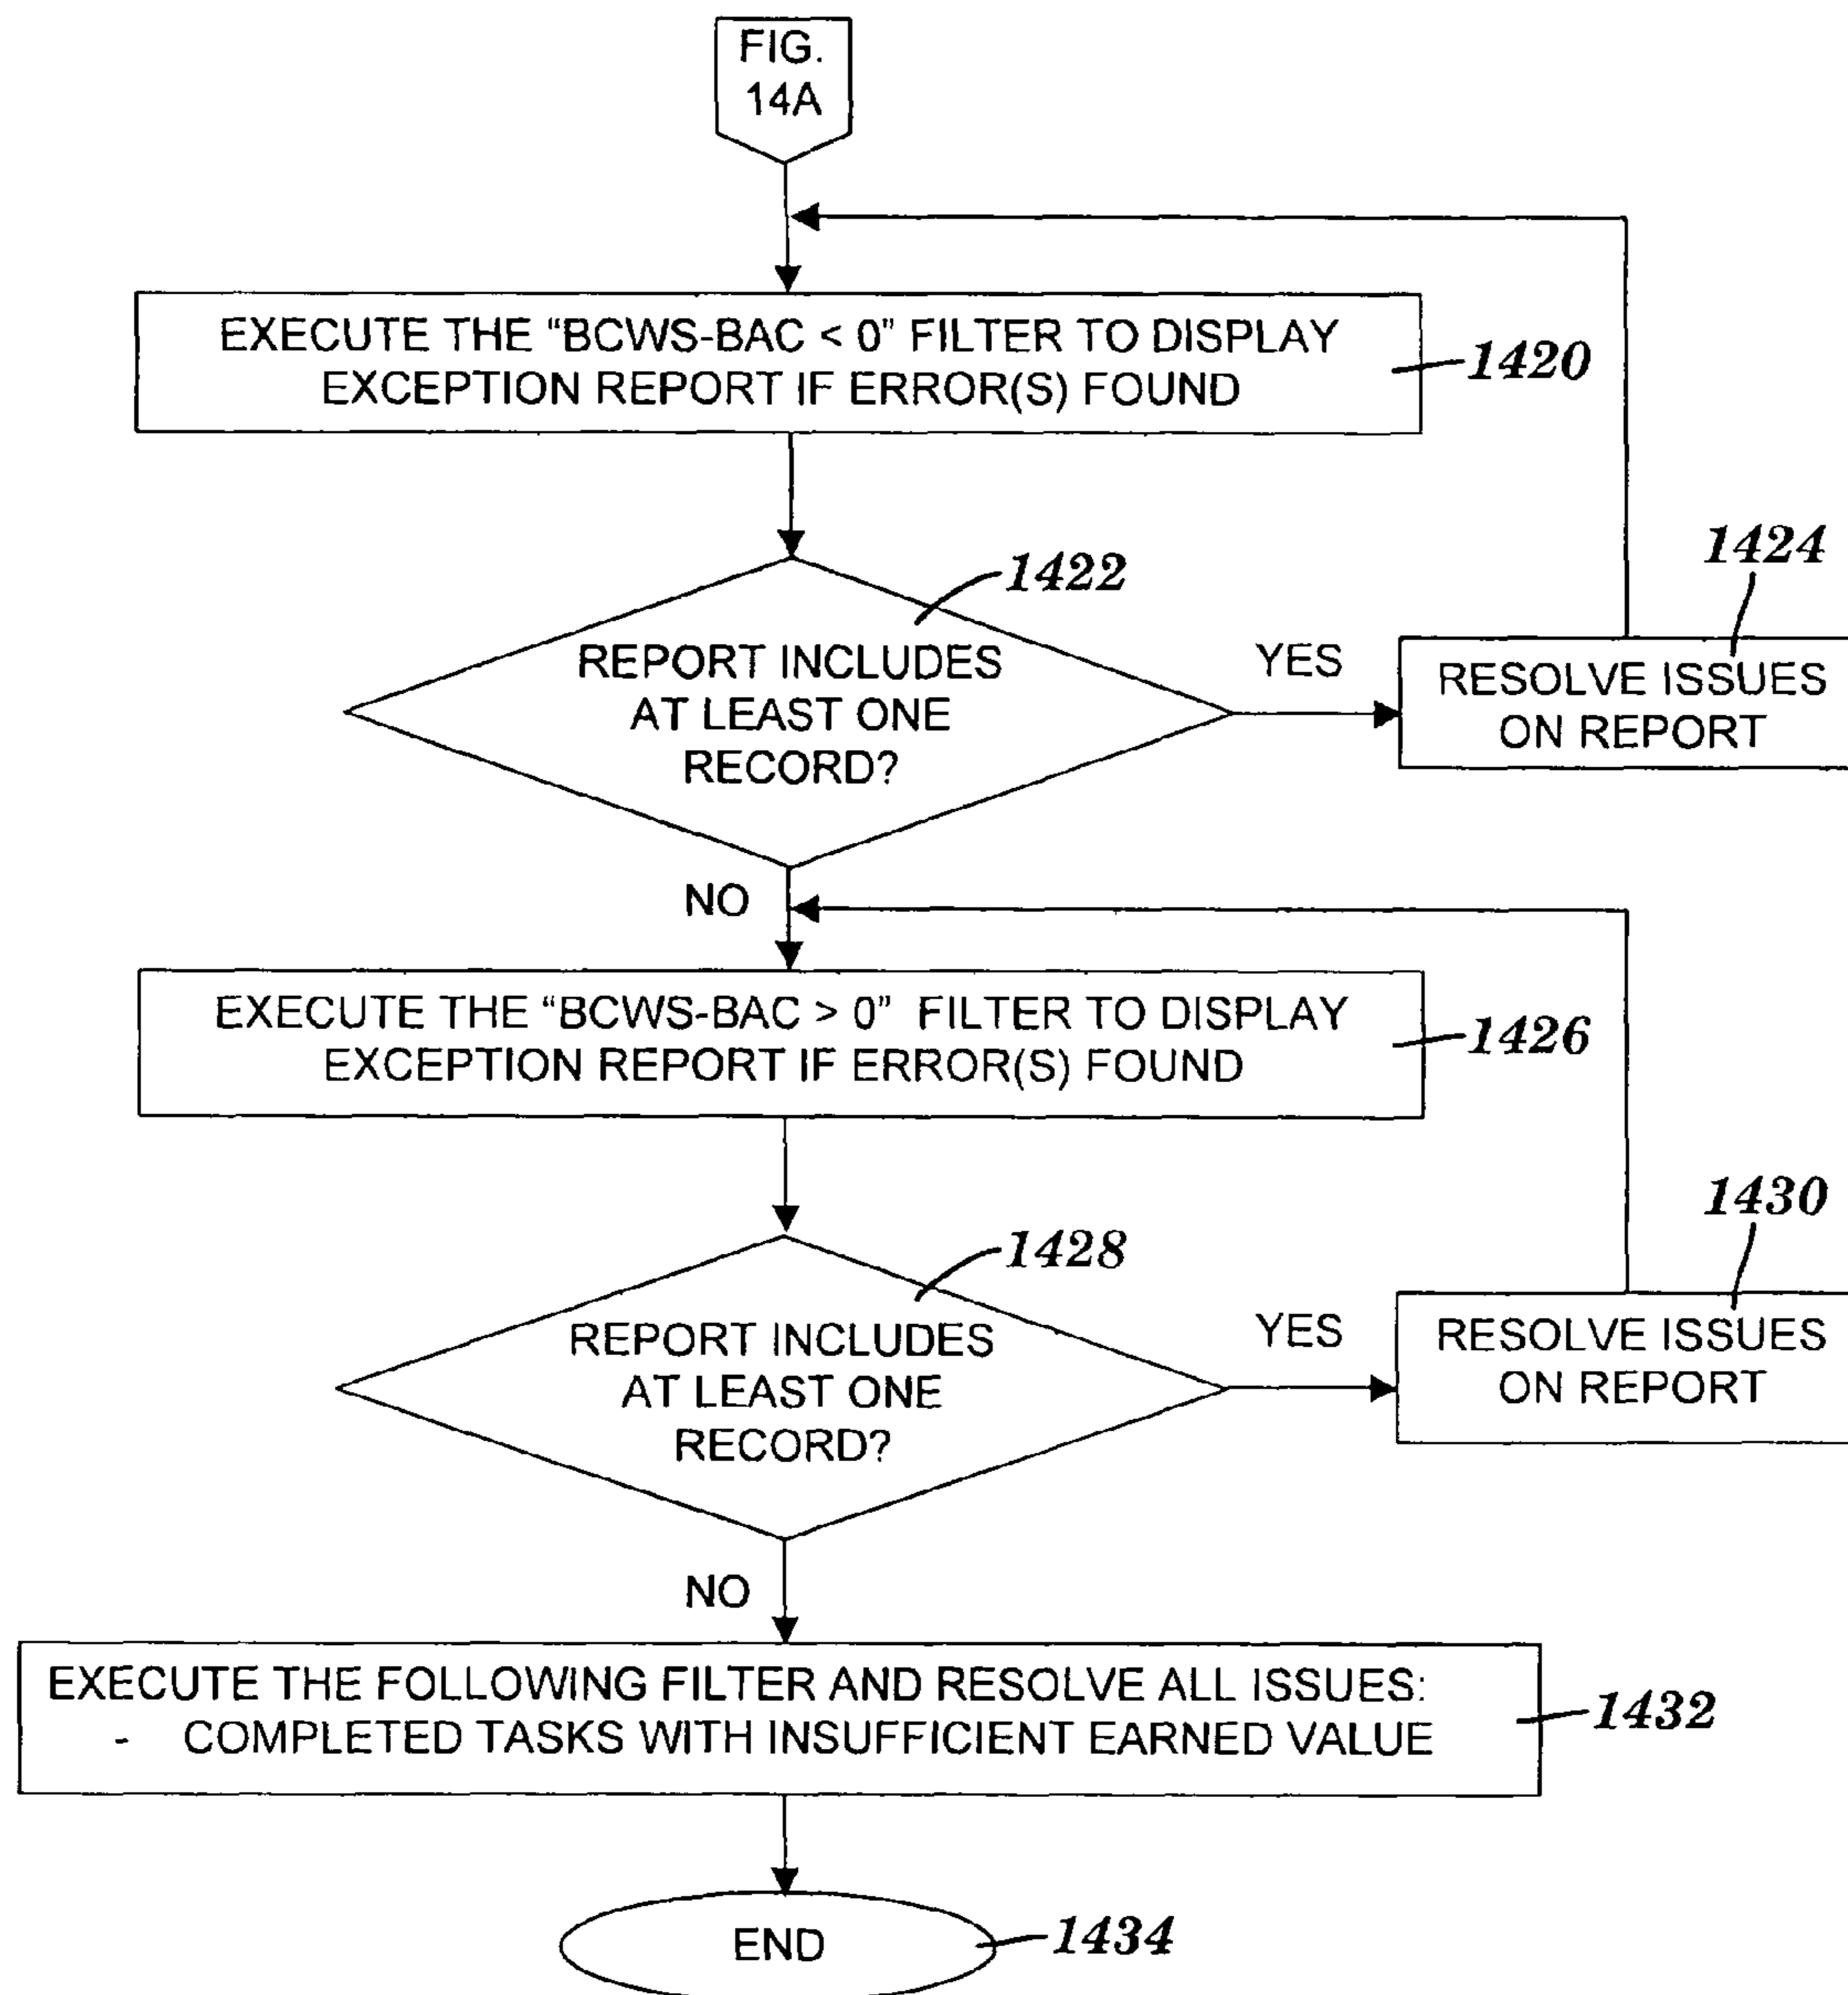 FIG.
14A
EXECUTE THE “BCWS-BAC < 0” FILTER TO DISPLAY
EXCEPTION REPORT IF ERROR(S) FOUND
1420
1422
REPORT INCLUDES
AT LEAST ONE
RECORD?
YES
1424
RESOLVE ISSUES
ON REPORT
NO
EXECUTE THE “BCWS-BAC > 0” FILTER TO DISPLAY
EXCEPTION REPORT IF ERROR(S) FOUND
1426
1428
REPORT INCLUDES
AT LEAST ONE
RECORD?
YES
1430
RESOLVE ISSUES
ON REPORT
NO
EXECUTE THE FOLLOWING FILTER AND RESOLVE ALL ISSUES:
- COMPLETED TASKS WITH INSUFFICIENT EARNED VALUE
1432
END
1434